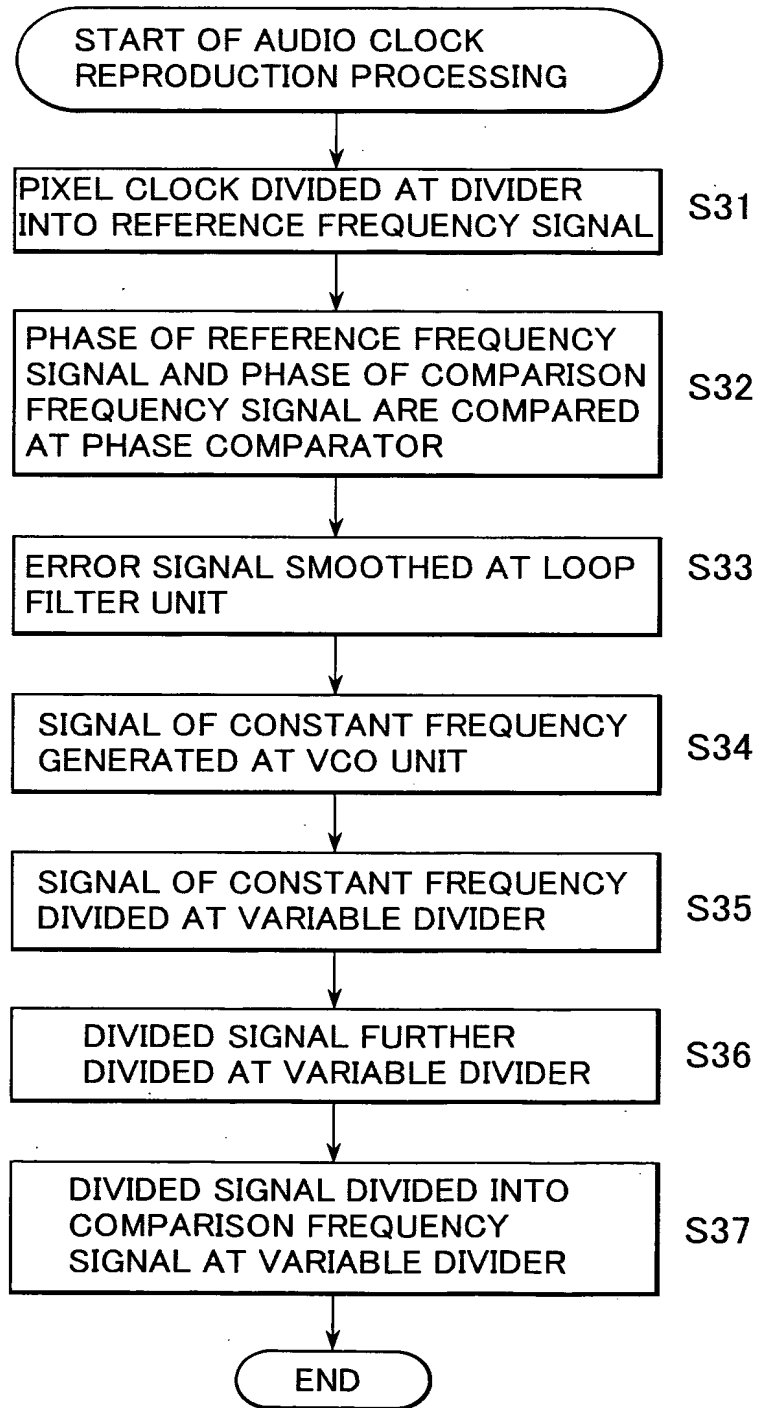 START OF AUDIO CLOCK
REPRODUCTION PROCESSING
PIXEL CLOCK DIVIDED AT DIVIDER
INTO REFERENCE FREQUENCY SIGNAL
S31
PHASE OF REFERENCE FREQUENCY
SIGNAL AND PHASE OF COMPARISON
FREQUENCY SIGNAL ARE COMPARED
AT PHASE COMPARATOR
S32
ERROR SIGNAL SMOOTHED AT LOOP
FILTER UNIT
S33
SIGNAL OF CONSTANT FREQUENCY
GENERATED AT VCO UNIT
S34
SIGNAL OF CONSTANT FREQUENCY
DIVIDED AT VARIABLE DIVIDER
S35
DIVIDED SIGNAL FURTHER
DIVIDED AT VARIABLE DIVIDER
S36
DIVIDED SIGNAL DIVIDED INTO
COMPARISON FREQUENCY
SIGNAL AT VARIABLE DIVIDER
S37
END